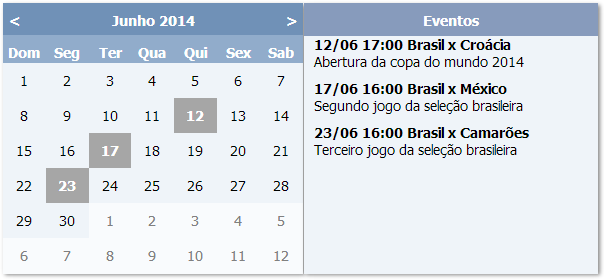 < Junho 2014 >
Dom Seg Ter Qua Qui Sex Sab
1 2 3 4 5 6 7
8 9 10 11 12 13 14
15 16 17 18 19 20 21
22 23 24 25 26 27 28
29 30 1 2 3 4 5
6 7 8 9 10 11 12
Eventos
12/06 17:00 Brasil x Croácia
Abertura da copa do mundo 2014
17/06 16:00 Brasil x México
Segundo jogo da seleção brasileira
23/06 16:00 Brasil x Camarões
Terceiro jogo da seleção brasileira